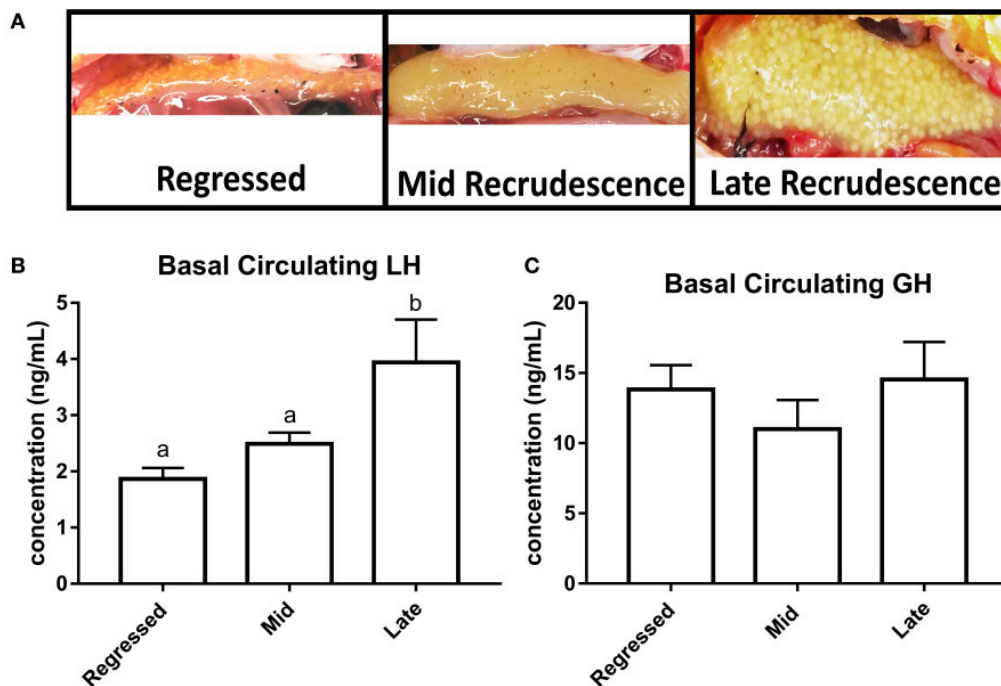 A
Regressed
Mid Recrudescence
Late Recrudescence
B
Basal Circulating LH
concentration (ng/mL)
5
4
3
2
1
0
a
a
b
Regressed
Mid
Late
C
Basal Circulating GH
concentration (ng/mL)
20
15
10
5
0
Regressed
Mid
Late